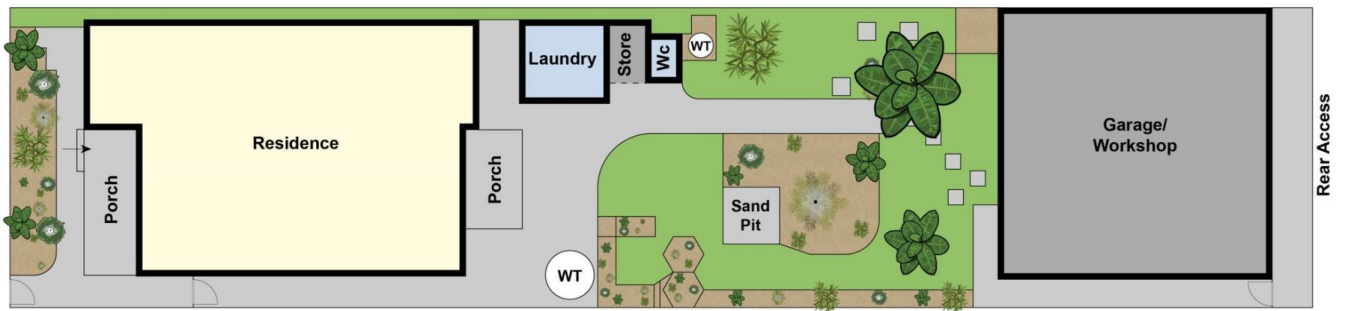 Laundry
Store
Wc
WT
Residence
Garage/
Workshop
Rear Access
Porch
Porch
Sand
Pit
WT